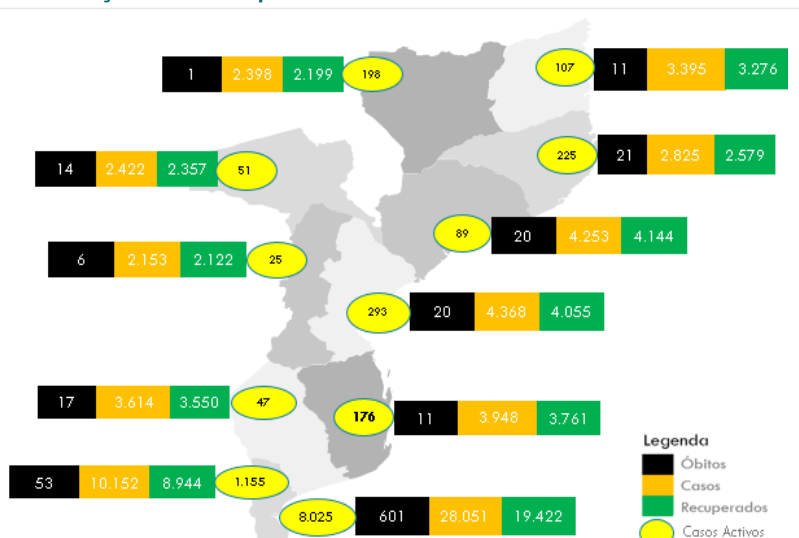 1 2.398 2.199 198
107 11 3.395 3.276
14 2.422 2.357 51
225 21 2.825 2.579
89 20 4.253 4.144
6 2.153 2.122 25
293 20 4.368 4.055
17 3.614 3.550 47
176 11 3.948 3.761
Legenda
Óbitos
Casos
Recuperados
Casos Activos
53 10.152 8.944 1.155
8.025 601 28.051 19.422